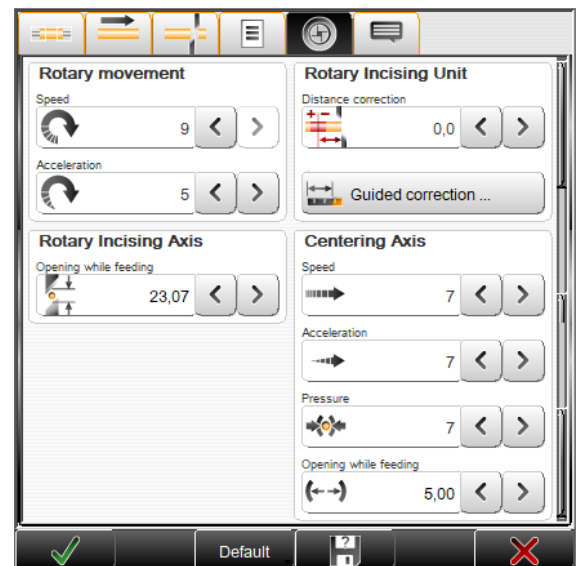 Rotary movement
Speed
9
Acceleration
5
Rotary Incising Axis
Opening while feeding
23,07
Rotary Incising Unit
Distance correction
0,0
Guided correction ...
Centering Axis
Speed
7
Acceleration
7
Pressure
7
Opening while feeding
5,00
Default
?